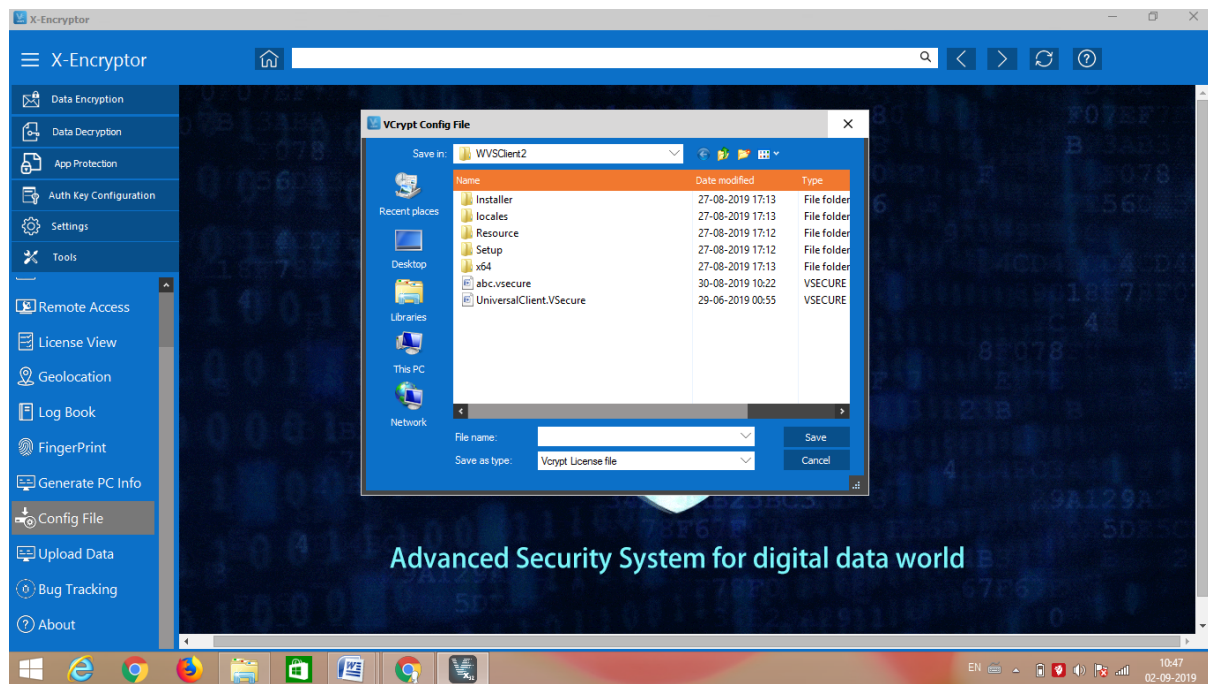 X-Encryptor
X-Encryptor
Data Encryption
Data Decryption
App Protection
Auth Key Configuration
Settings
Tools
Remote Access
License View
Geolocation
Log Book
FingerPrint
Generate PC Info
Config File
Upload Data
Bug Tracking
About
VCrypt Config File
Save in: WVSClient2
Recent places
Desktop
Libraries
This PC
Network
Name Date modified Type
Installer 27-08-2019 17:13 File folder
locales 27-08-2019 17:13 File folder
Resource 27-08-2019 17:12 File folder
Setup 27-08-2019 17:12 File folder
x64 27-08-2019 17:13 File folder
abc.vsecure 30-08-2019 10:22 VSECURE
UniversalClient.VSecure 29-06-2019 00:55 VSECURE
File name: Save
Save as type: Vcrypt License file Cancel
Advanced Security System for digital data world
EN 10:47
02-09-2019